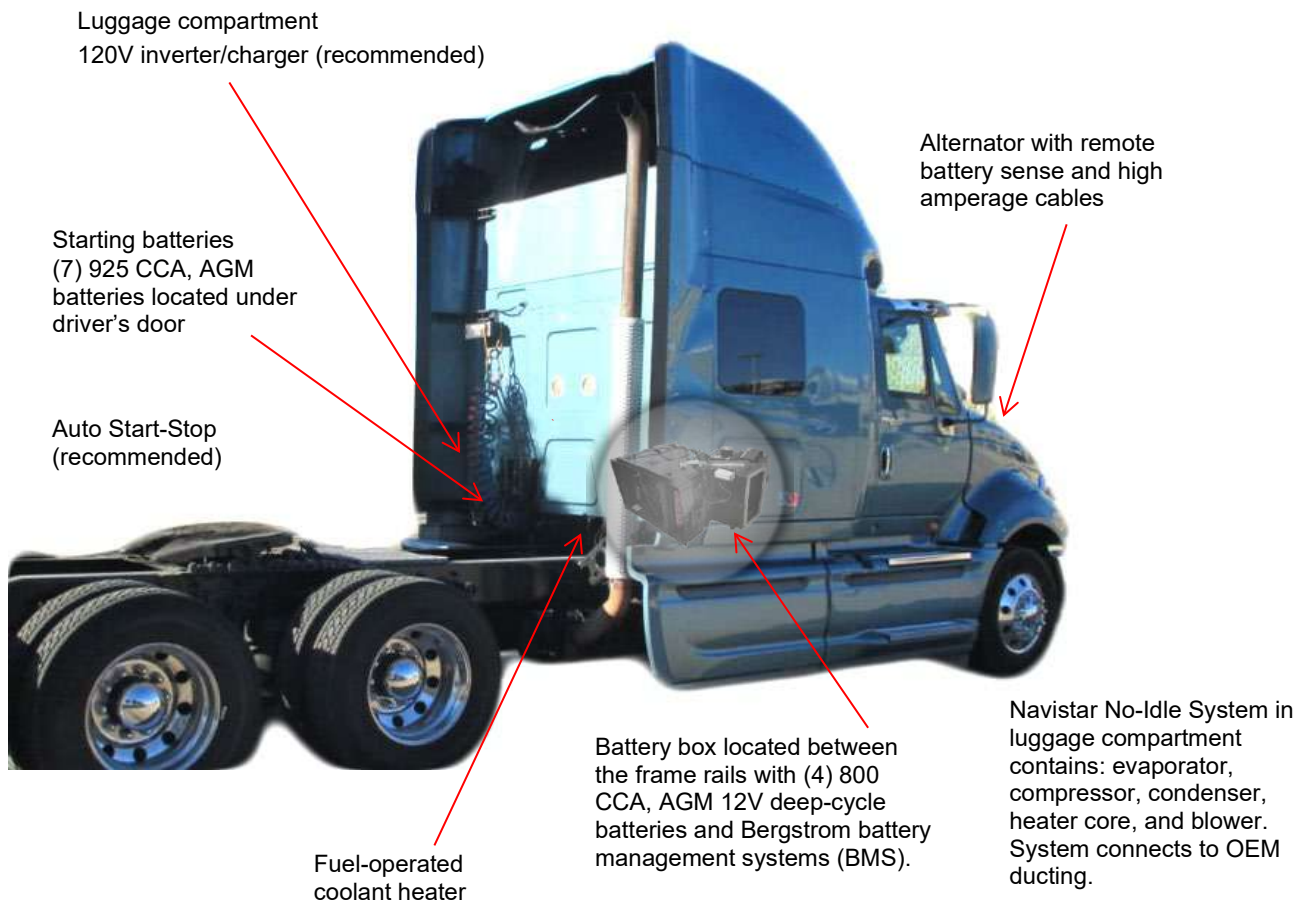 Luggage compartment
120V inverter/charger (recommended)
Alternator with remote
battery sense and high
amperage cables
Starting batteries
(7) 925 CCA, AGM
batteries located under
driver’s door
Auto Start-Stop
(recommended)
Navistar No-Idle System in
luggage compartment
contains: evaporator,
compressor, condenser,
heater core, and blower.
System connects to OEM
ducting.
Battery box located between
the frame rails with (4) 800
CCA, AGM 12V deep-cycle
batteries and Bergstrom battery
management systems (BMS).
Fuel-operated
coolant heater